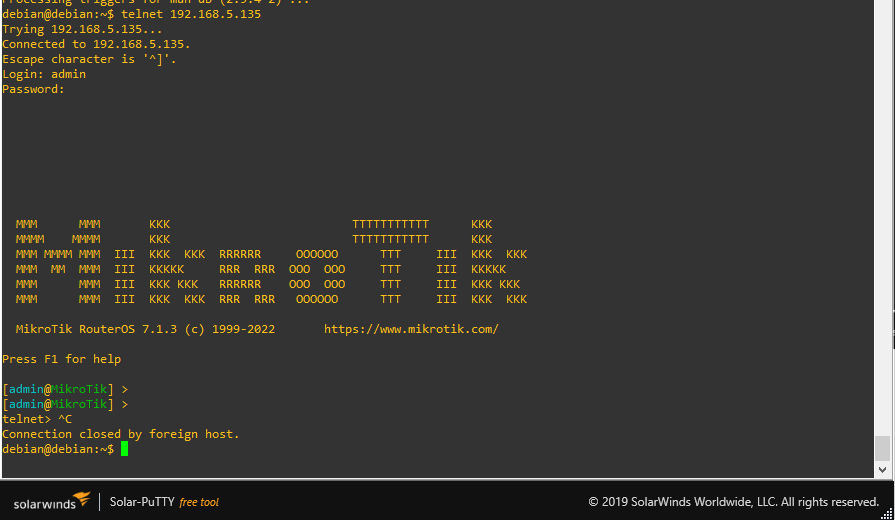 Processing triggers for man-db (2.9.4-2) ...
debian@debian:~$ telnet 192.168.5.135
Trying 192.168.5.135...
Connected to 192.168.5.135.
Escape character is '^]'.
Login: admin
Password:
MMM      MMM       KKK                          TTTTTTTTTTT      KKK
MMMM    MMMM       KKK                          TTTTTTTTTTT      KKK
MMM MMMM MMM  III  KKK  KKK  RRRRRR     OOOOOO      TTT     III  KKK  KKK
MMM  MM  MMM  III  KKKKK     RRR  RRR  OOO  OOO     TTT     III  KKKKK
MMM      MMM  III  KKK KKK   RRRRRR    OOO  OOO     TTT     III  KKK KKK
MMM      MMM  III  KKK  KKK  RRR  RRR   OOOOOO      TTT     III  KKK  KKK
MikroTik RouterOS 7.1.3 (c) 1999-2022       https://www.mikrotik.com/
Press F1 for help
[admin@MikroTik] >
[admin@MikroTik] >
telnet> ^C
Connection closed by foreign host.
debian@debian:~$
solarwinds | Solar-PuTTY free tool © 2019 SolarWinds Worldwide, LLC. All rights reserved.